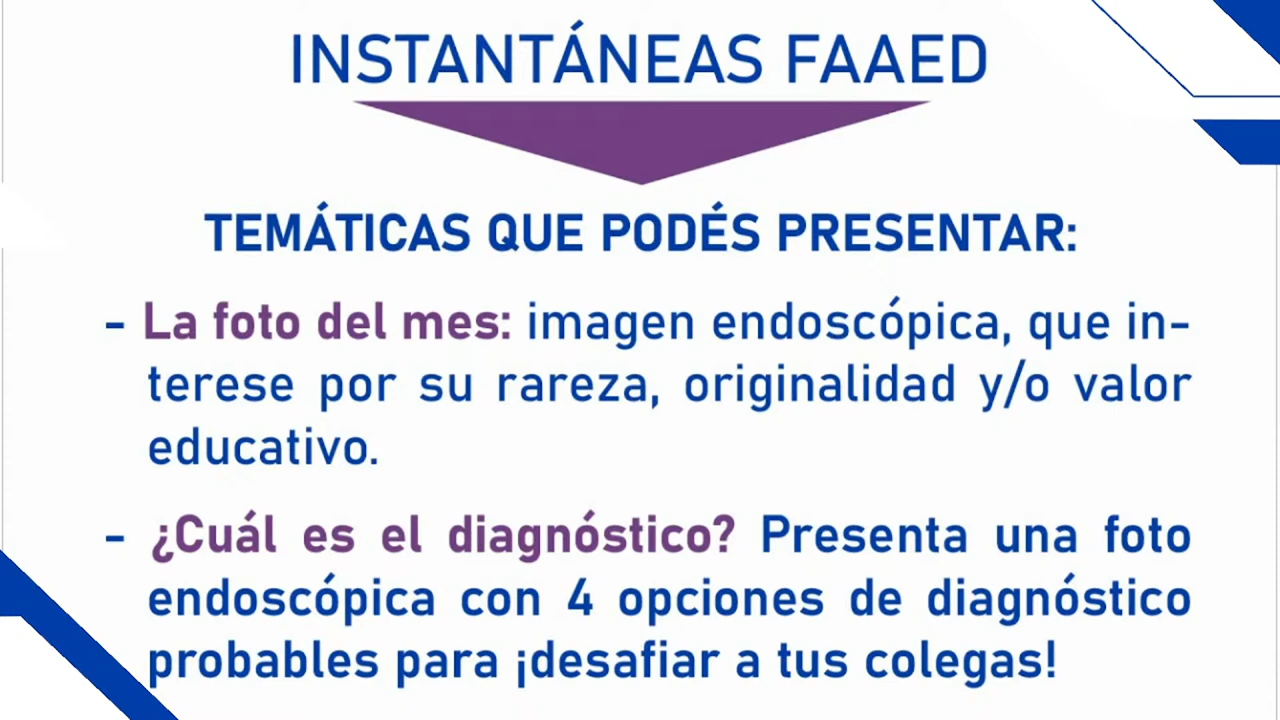 INSTANTÁNEAS FAAED
TEMÁTICAS QUE PODÉS PRESENTAR:
- La foto del mes: imagen endoscópica, que in-
terese por su rareza, originalidad y/o valor
educativo.
- ¿Cuál es el diagnóstico? Presenta una foto
endoscópica con 4 opciones de diagnóstico
probables para ¡desafiar a tus colegas!